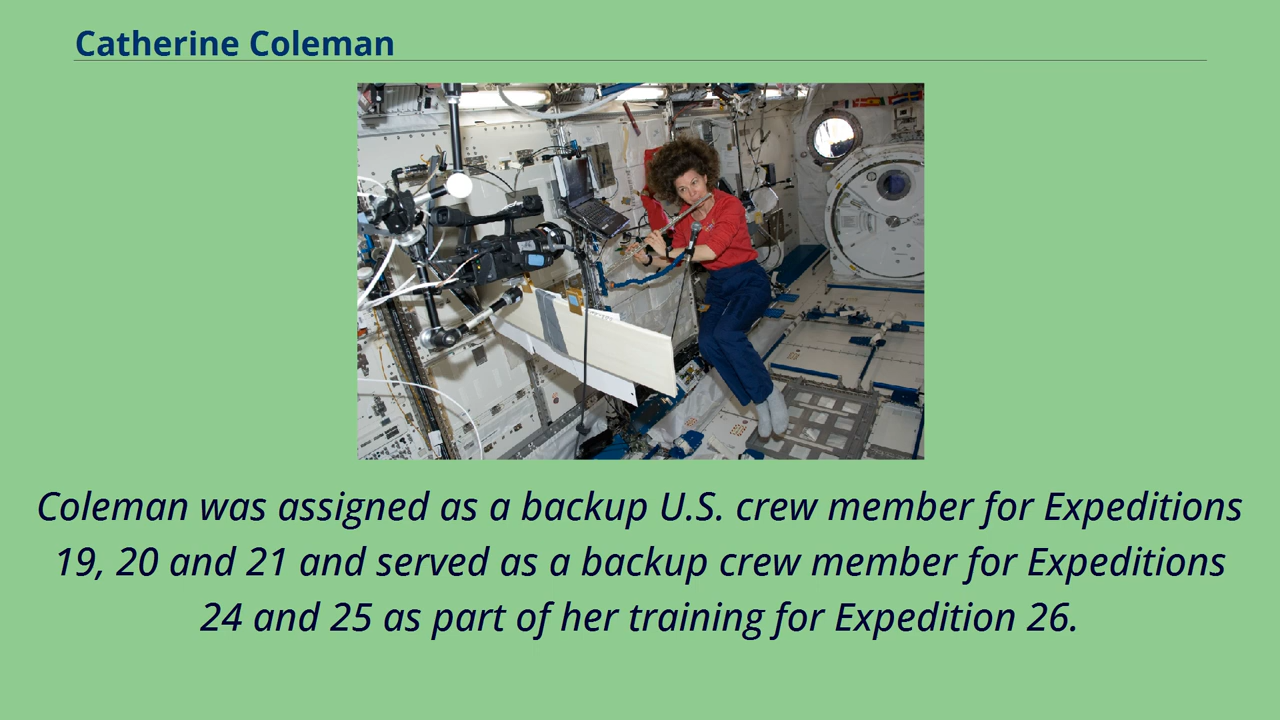 Catherine Coleman
Coleman was assigned as a backup U.S. crew member for Expeditions
19, 20 and 21 and served as a backup crew member for Expeditions
24 and 25 as part of her training for Expedition 26.